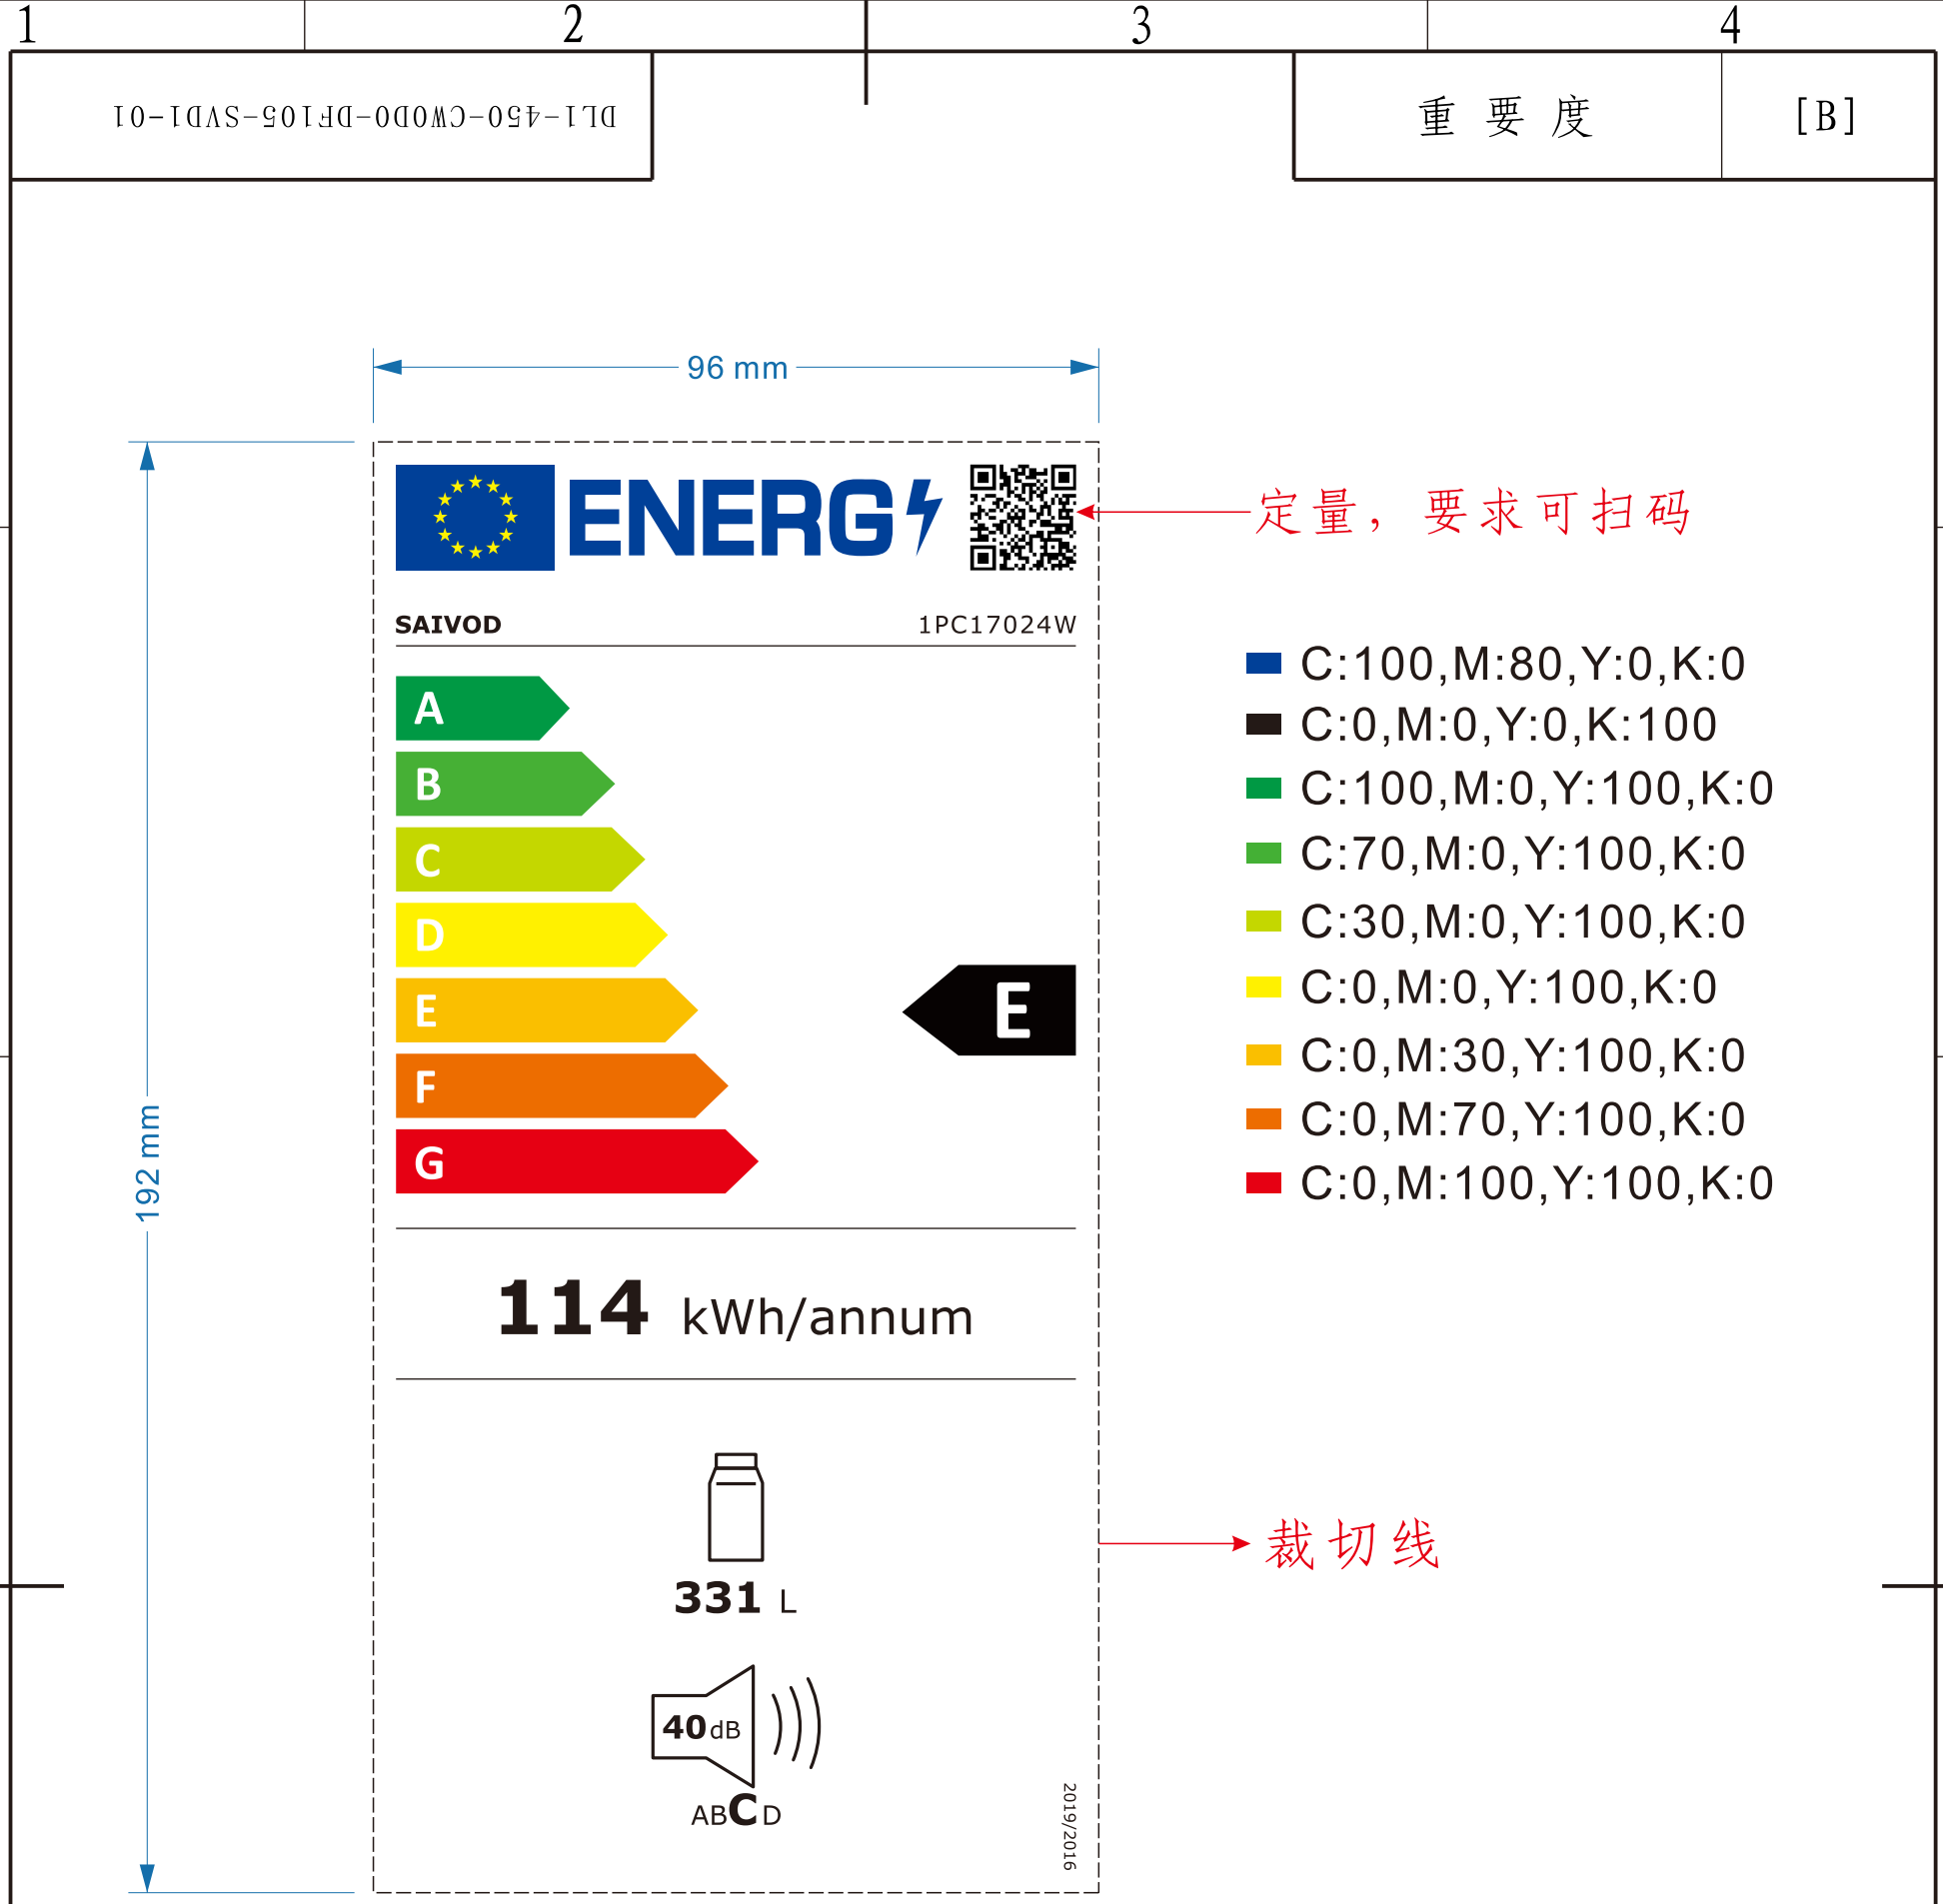 1 2 3 4
DL1-450-CW0D0-DF105-SVD1-01
重要度 [B]
96 mm
192 mm
ENERG
定量，要求可扫码
SAIVOD 1PC17024W
A
B
C
D
E
F
G
E
C:100,M:80,Y:0,K:0
C:0,M:0,Y:0,K:100
C:100,M:0,Y:100,K:0
C:70,M:0,Y:100,K:0
C:30,M:0,Y:100,K:0
C:0,M:0,Y:100,K:0
C:0,M:30,Y:100,K:0
C:0,M:70,Y:100,K:0
C:0,M:100,Y:100,K:0
114 kWh/annum
331 L
裁切线
40dB
ABCD
2019/2016